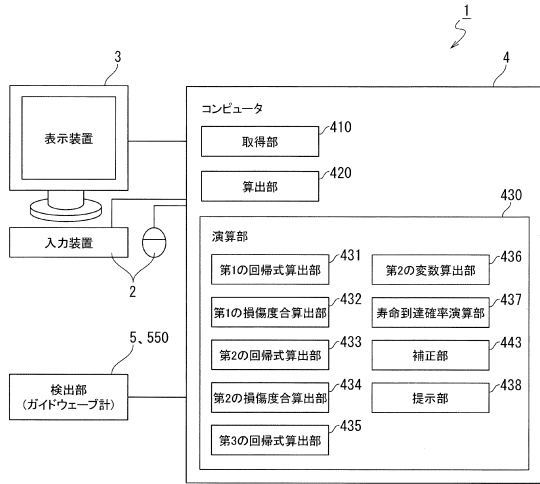 1
3
4
表示装置
コンピュータ
取得部
410
算出部
420
430
入力装置
2
演算部
第1の回帰式算出部
431
第1の損傷度合算出部
432
第2の回帰式算出部
433
第2の損傷度合算出部
434
第3の回帰式算出部
435
第2の変数算出部
436
寿命到達確率演算部
437
補正部
443
提示部
438
5、550
検出部
(ガイドウェーブ計)